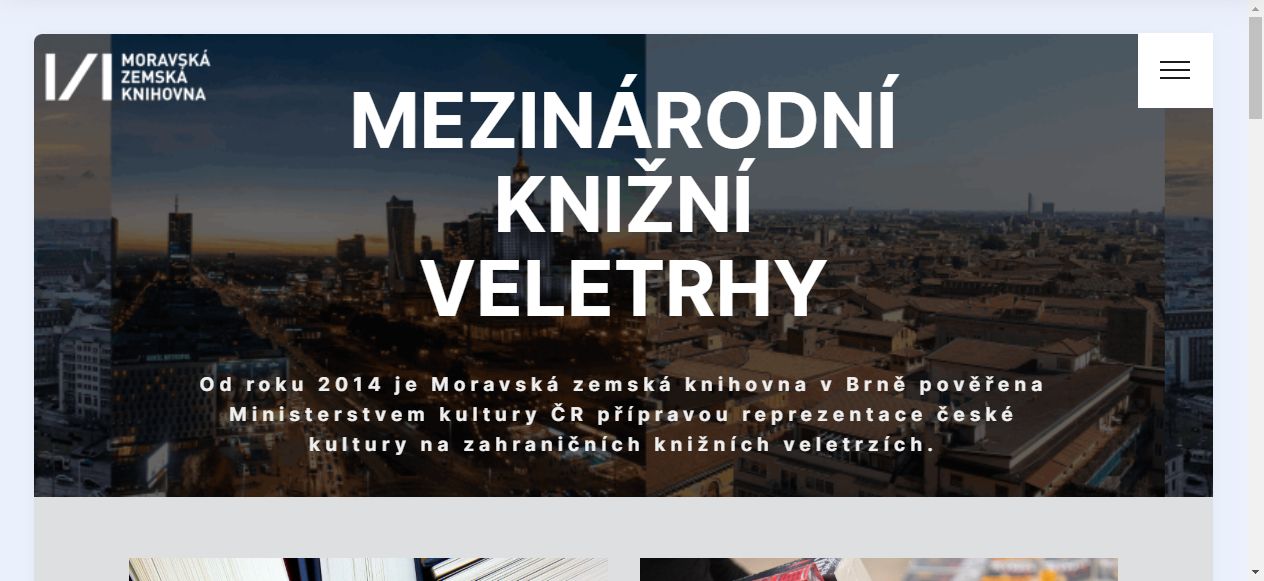 MORAVSKÁ
ZEMSKÁ
KNIHOVNA
MEZINÁRODNÍ
KNIŽNÍ
VELETRHY
Od roku 2014 je Moravská zemská knihovna v Brně pověřena
Ministerstvem kultury ČR přípravou reprezentace české
kultury na zahraničních knižních veletrzích.